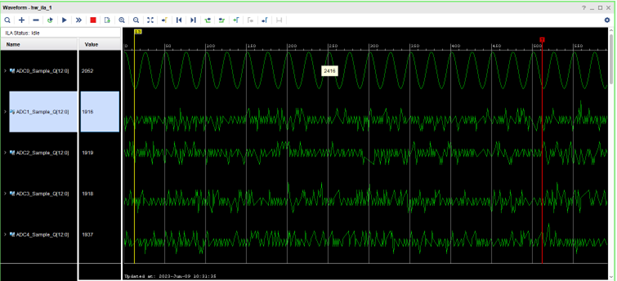 Waveform - hw_ila_1
ILA Status: Idle
Name
Value
0
50
100
150
200
250
300
350
400
450
500
550
ADC0_Sample_Q[12:0]
2052
2418
ADC1_Sample_Q[12:0]
1916
ADC2_Sample_Q[12:0]
1919
ADC3_Sample_Q[12:0]
1918
ADC4_Sample_Q[12:0]
1937
Updated at: 2023-Jun-09 10:31:35